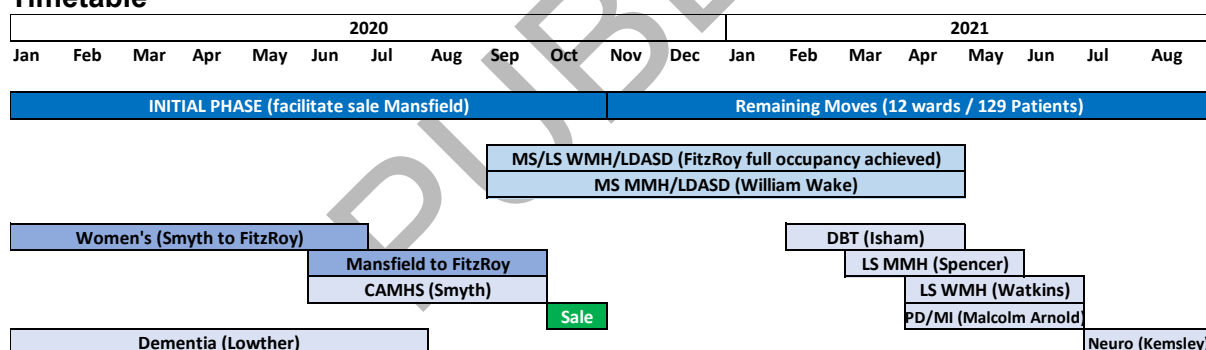 Timetable
2020 2021
Jan Feb Mar Apr May Jun Jul Aug Sep Oct Nov Dec Jan Feb Mar Apr May Jun Jul Aug
INITIAL PHASE (facilitate sale Mansfield) Remaining Moves (12 wards / 129 Patients)
MS/LS WMH/LDASD (FitzRoy full occupancy achieved)
MS MMH/LDASD (William Wake)
Women's (Smyth to FitzRoy) DBT (Isham)
Mansfield to FitzRoy LS MMH (Spencer)
CAMHS (Smyth) LS WMH (Watkins)
Sale PD/MI (Malcolm Arnold)
Dementia (Lowther) Neuro (Kemsley)
PUBL